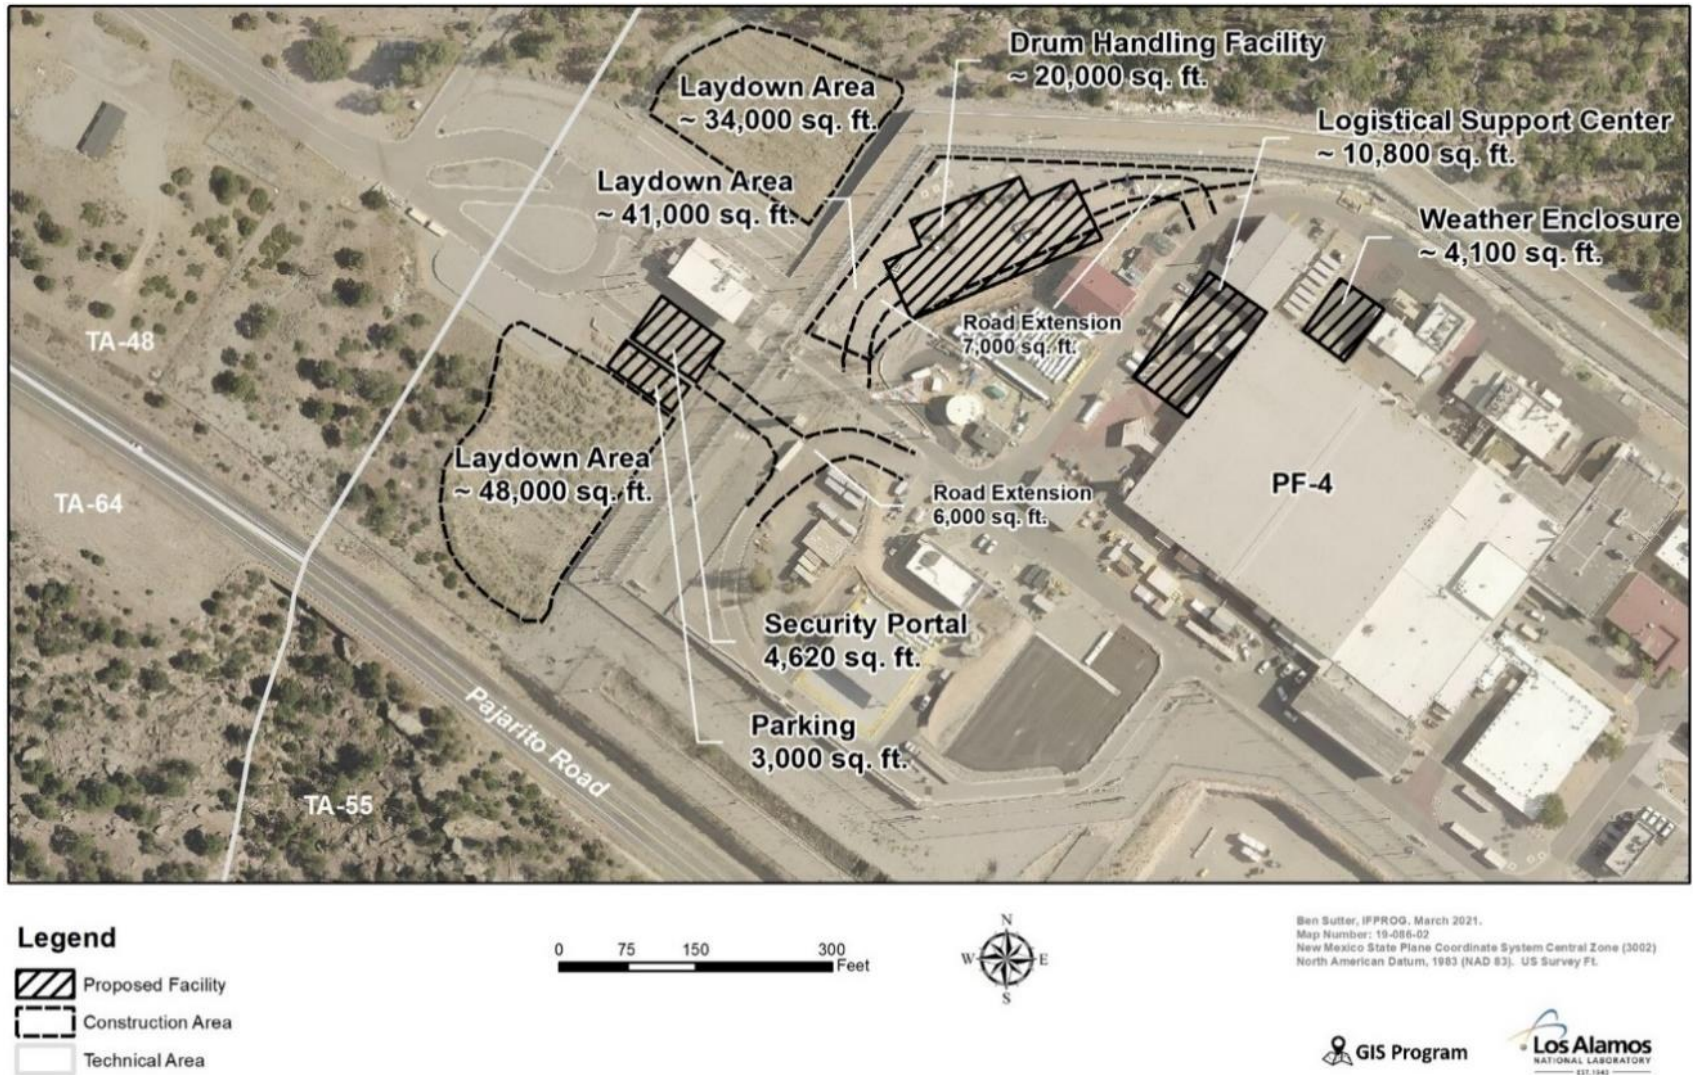 Drum Handling Facility
~ 20,000 sq. ft.
Laydown Area
~ 34,000 sq. ft.
Logistical Support Center
~ 10,800 sq. ft.
Laydown Area
~ 41,000 sq. ft.
Weather Enclosure
~ 4,100 sq. ft.
Road Extension
7,000 sq. ft.
TA-48
Laydown Area
~ 48,000 sq. ft.
PF-4
TA-64
Road Extension
6,000 sq. ft.
Security Portal
4,620 sq. ft.
Pajarito Road
Parking
3,000 sq. ft.
TA-55
Legend
Proposed Facility
Construction Area
Technical Area
0 75 150 300
Feet
N
W E
S
Ben Sutter, IFPROG, March 2021.
Map Number: 19-086-02
New Mexico State Plane Coordinate System Central Zone (3002)
North American Datum, 1983 (NAD 83). US Survey Ft.
GIS Program
Los Alamos
NATIONAL LABORATORY
EST.1943